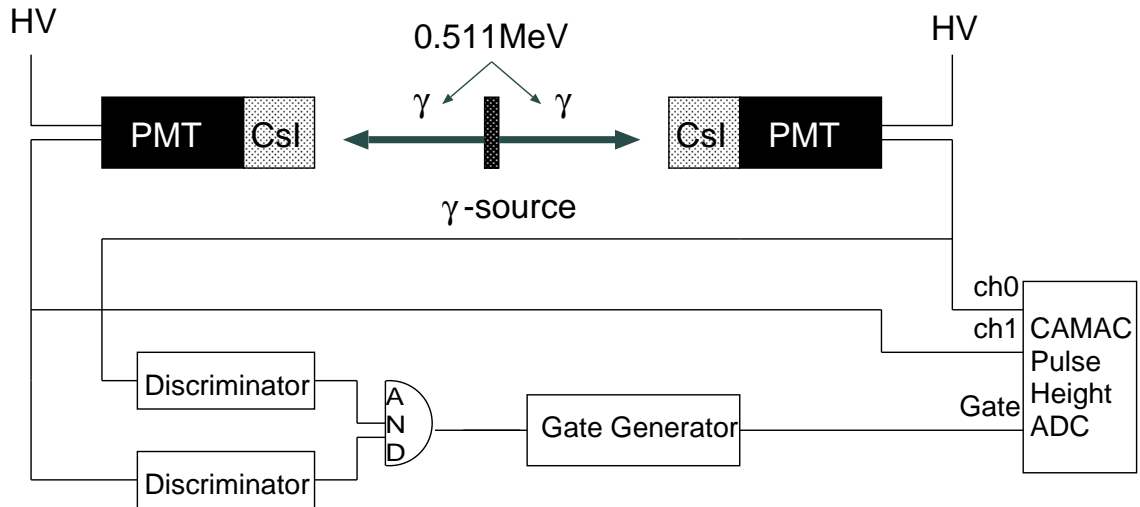 HV
0.511MeV
HV
γ γ
PMT CsI
CsI PMT
γ-source
ch0
ch1
CAMAC
Pulse
Height
ADC
Gate
Discriminator
AND
Gate Generator
Discriminator